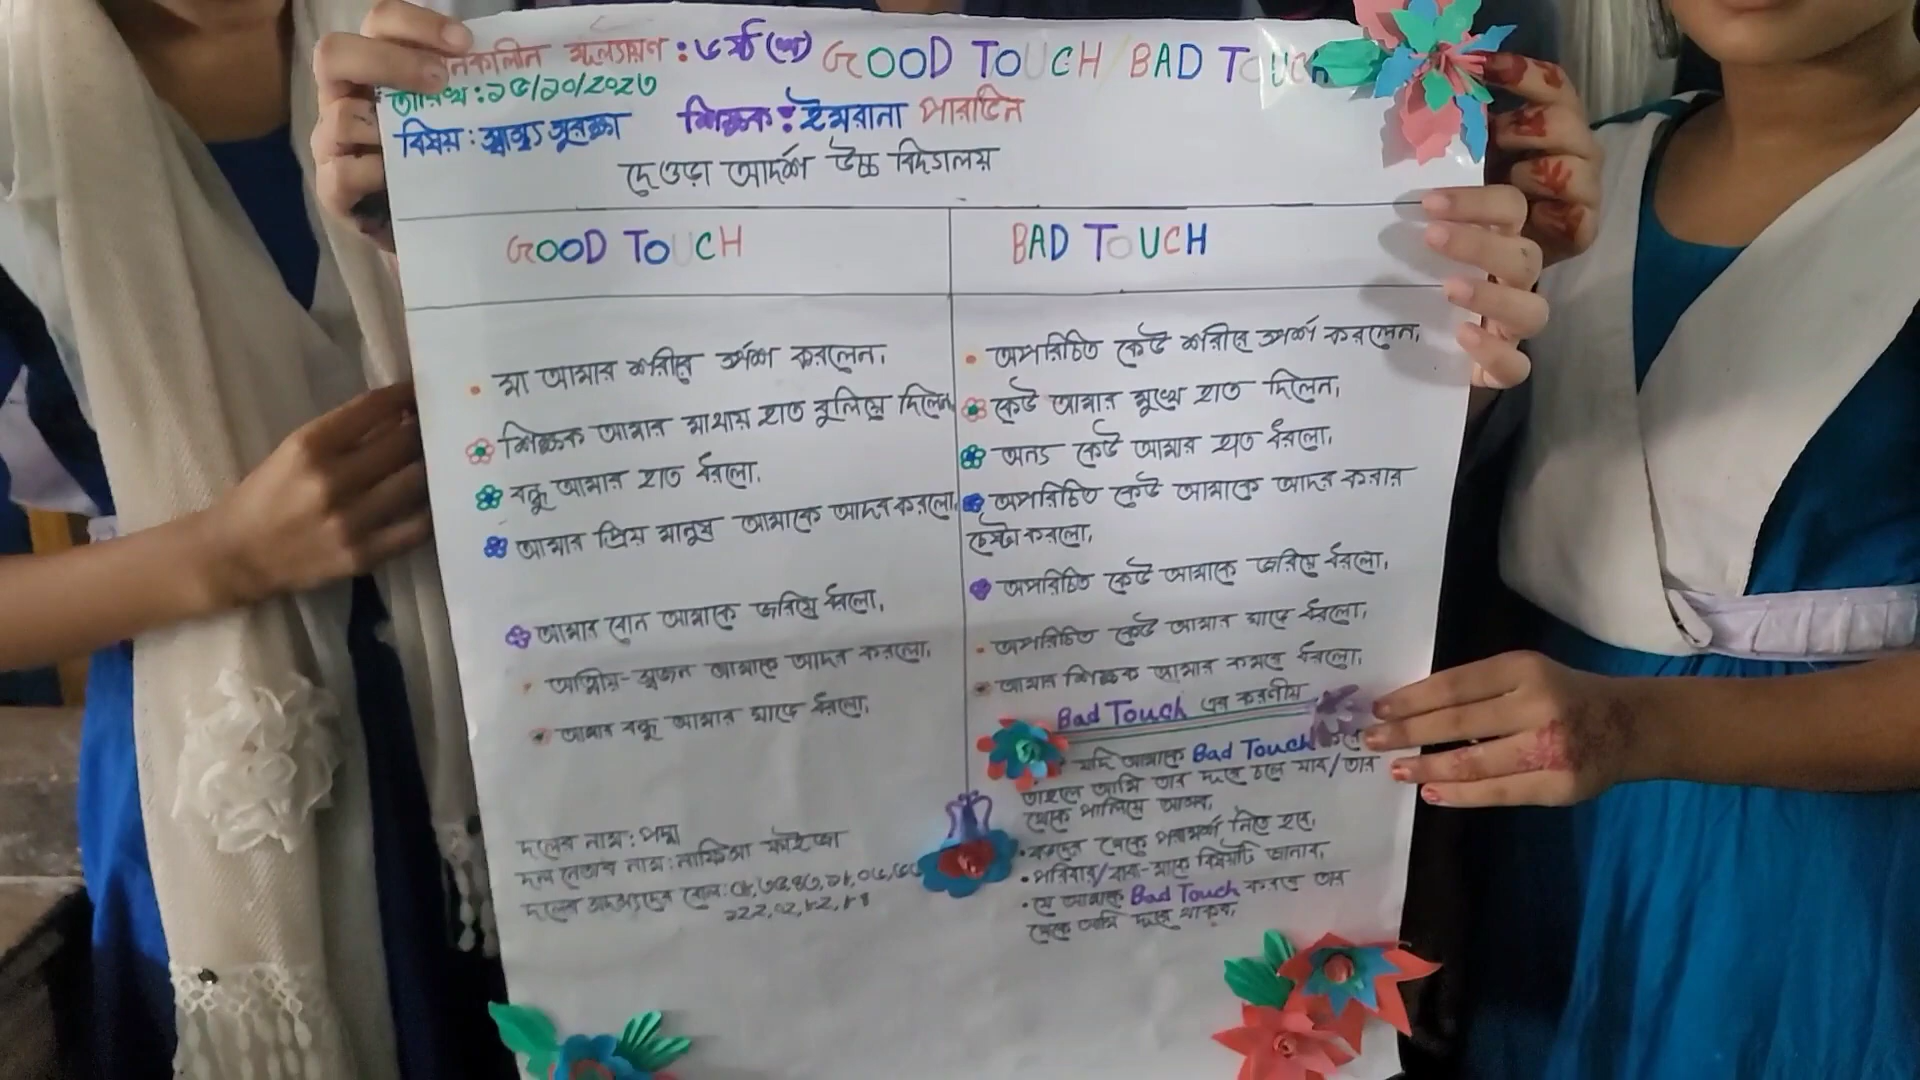 মূল্যায়ণ : ৬ষ্ঠ (ক) GOOD TOUCH / BAD TOUCH
তারিখ : ১৫/১০/২০২৩
বিষয় : স্বাস্থ্য সুরক্ষা শিক্ষক : ইমরানা পারভিন
দেওড়া আদর্শ উচ্চ বিদ্যালয়
GOOD TOUCH
• মা আমার শরীরে স্পর্শ করলেন।
শিক্ষক আমার মাথায় হাত বুলিয়ে দিলেন
বন্ধু আমার হাত ধরলো।
আমার প্রিয় মানুষ আমাকে আদর করলো।
আমার বোন আমাকে জরিয়ে ধরলো।
আত্মীয়-স্বজন আমাকে আদর করলো।
আমার বন্ধু আমার ঘাড়ে ধরলো।
দলের নাম : পদ্মা
দল নেতার নাম :
দলের সদস্যদের রোল :
BAD TOUCH
• অপরিচিত কেউ শরীরে স্পর্শ করলেন।
কেউ আমার মুখে হাত দিলেন।
অন্য কেউ আমার হাত ধরলো।
অপরিচিত কেউ আমাকে আদর করার
চেষ্টা করলো।
অপরিচিত কেউ আমাকে জরিয়ে ধরলো।
• অপরিচিত কেউ আমার ঘাড়ে ধরলো।
• আমার শিক্ষক আমার কমরে ধরলো।
Bad Touch এর করণীয়
যদি আমাকে Bad Touch করে
তাহলে আমি তার দূরে চলে যাব/তার
থেকে পালিয়ে আসব।
• বড়দের থেকে পরামর্শ নিতে হবে।
• পরিবার/বাবা-মাকে বিষয়টি জানাব।
• যে আমাকে Bad Touch করবে তার
থেকে আমি দূরে থাকব।